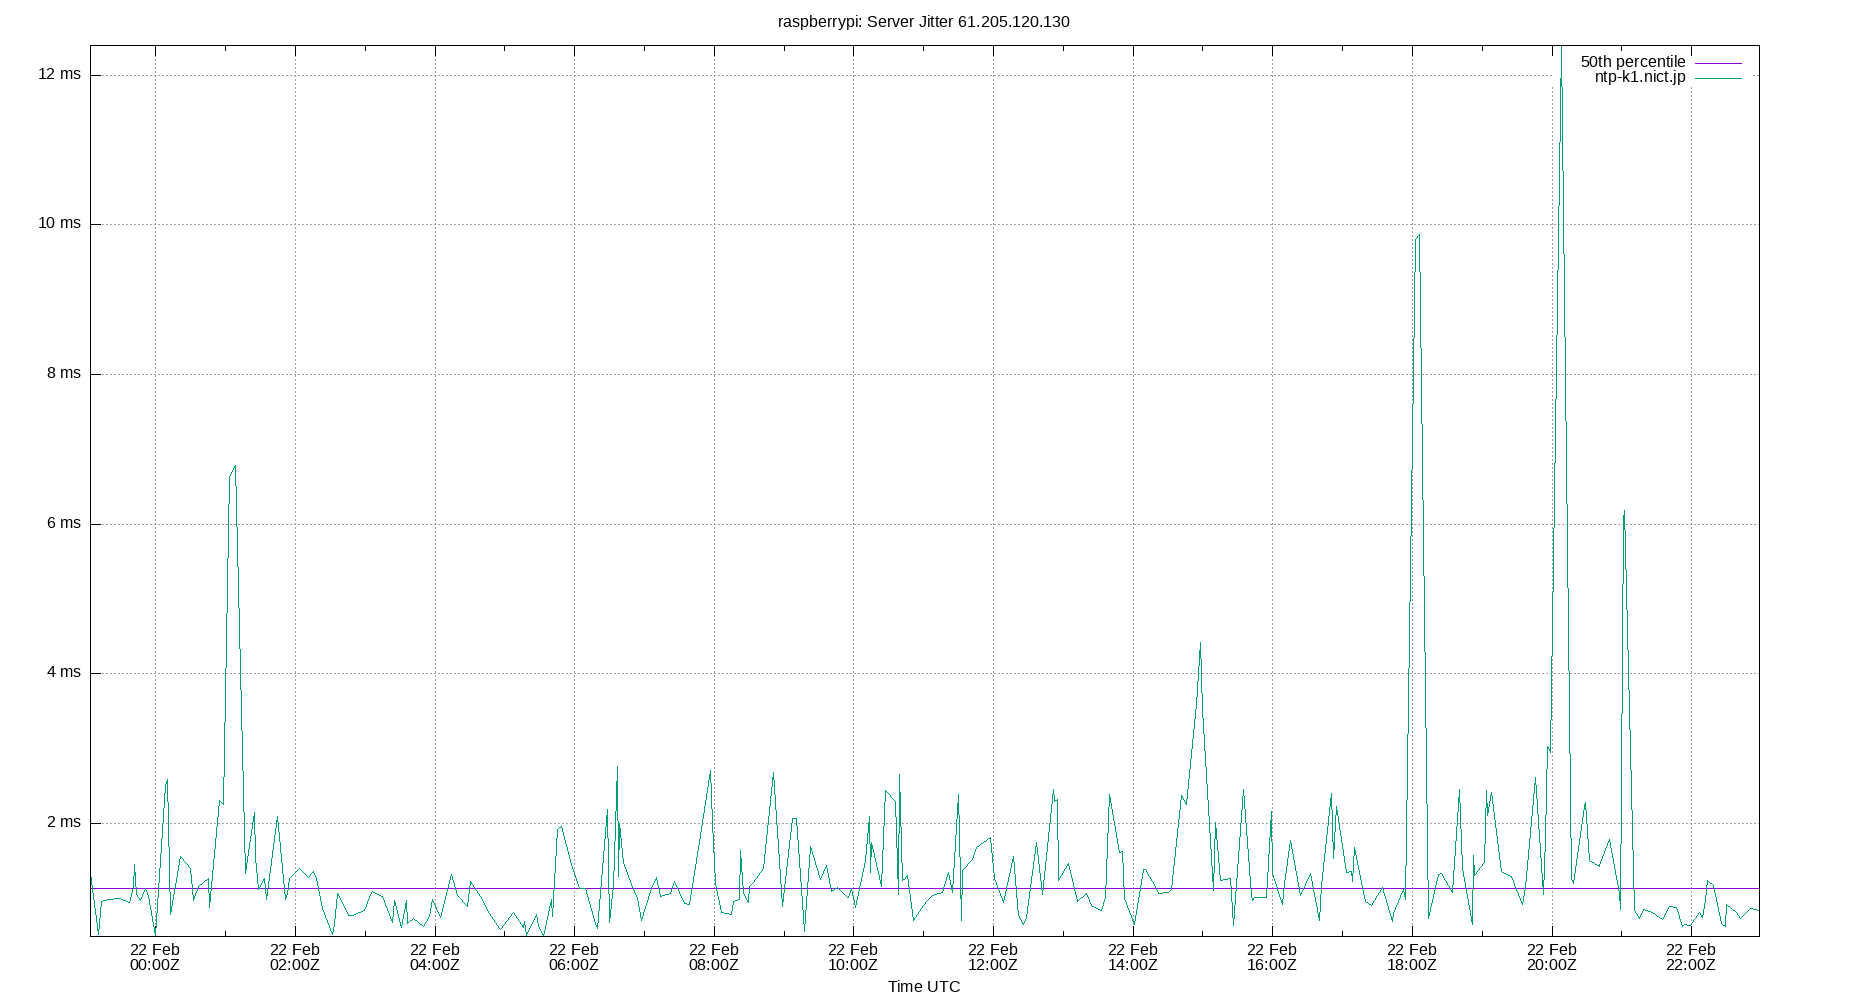 raspberrypi: Server Jitter 61.205.120.130
50th percentile
ntp-k1.nict.jp
12 ms
10 ms
8 ms
6 ms
4 ms
2 ms
22 Feb 22 Feb 22 Feb 22 Feb 22 Feb 22 Feb 22 Feb 22 Feb 22 Feb 22 Feb 22 Feb 22 Feb
00:00Z 02:00Z 04:00Z 06:00Z 08:00Z 10:00Z 12:00Z 14:00Z 16:00Z 18:00Z 20:00Z 22:00Z
Time UTC